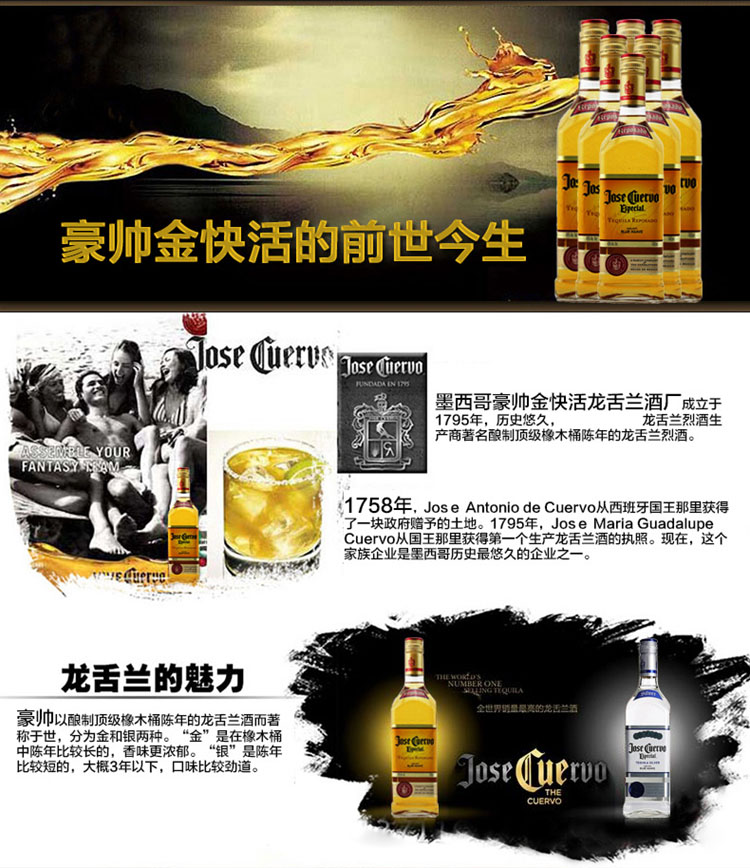 豪帅金快活的前世今生
Jose Cuervo
Especial
TEQUILA REPOSADO
BLUE AGAVE
Jose Cuervo
Jose Cuervo
FUNDADA EN 1795
ASSEMBLE YOUR
FANTASY TEAM
Jose Cuervo
VIVE Cuervo
墨西哥豪帅金快活龙舌兰酒厂成立于
1795年，历史悠久， 龙舌兰烈酒生
产商著名酿制顶级橡木桶陈年的龙舌兰烈酒。
1758年，Jose Antonio de Cuervo从西班牙国王那里获得
了一块政府赠予的土地。1795年，Jose Maria Guadalupe
Cuervo从国王那里获得第一个生产龙舌兰酒的执照。现在，这个
家族企业是墨西哥历史最悠久的企业之一。
龙舌兰的魅力
豪帅以酿制顶级橡木桶陈年的龙舌兰酒而著
称于世，分为金和银两种。“金”是在橡木桶
中陈年比较长的，香味更浓郁。“银”是陈年
比较短的，大概3年以下，口味比较劲道。
THE WORLD'S
NUMBER ONE
SELLING TEQUILA
全世界销量最高的龙舌兰酒
Jose Cuervo
Especial
Jose Cuervo
THE
CUERVO
Jose Cuervo
Especial